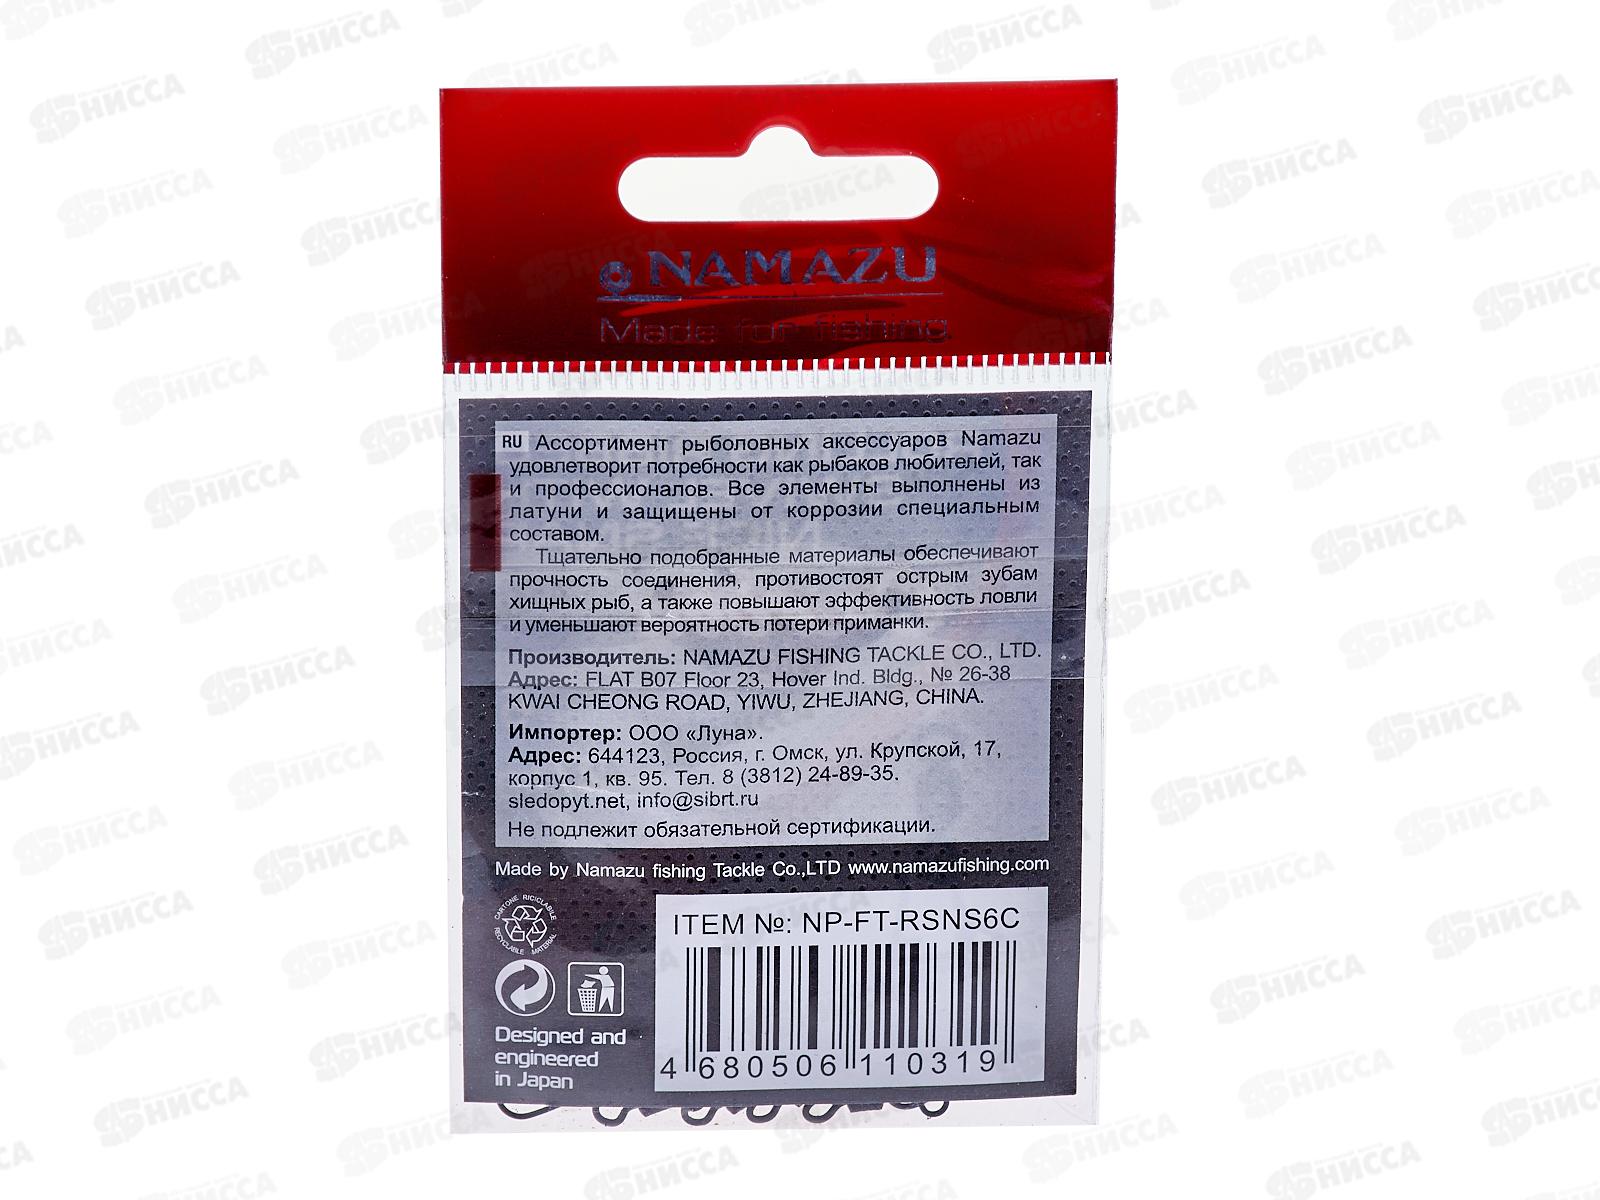 NAMAZU
Made for fishing
RU Ассортимент рыболовных аксессуаров Namazu
удовлетворит потребности как рыбаков любителей, так
и профессионалов. Все элементы выполнены из
латуни и защищены от коррозии специальным
составом.
Тщательно подобранные материалы обеспечивают
прочность соединения, противостоят острым зубам
хищных рыб, а также повышают эффективность ловли
и уменьшают вероятность потери приманки.
Производитель: NAMAZU FISHING TACKLE CO., LTD.
Адрес: FLAT B07 Floor 23, Hover Ind. Bldg., № 26-38
KWAI CHEONG ROAD, YIWU, ZHEJIANG, CHINA.
Импортер: ООО «Луна».
Адрес: 644123, Россия, г. Омск, ул. Крупской, 17,
корпус 1, кв. 95. Тел. 8 (3812) 24-89-35.
sledopyt.net, info@sibrt.ru
Не подлежит обязательной сертификации.
Made by Namazu fishing Tackle Co.,LTD www.namazufishing.com
CARTONE RICICLABILE
RECYCLABLE MATERIAL
ITEM №: NP-FT-RSNS6C
4 680506 110319
Designed and
engineered
in Japan
НИССА